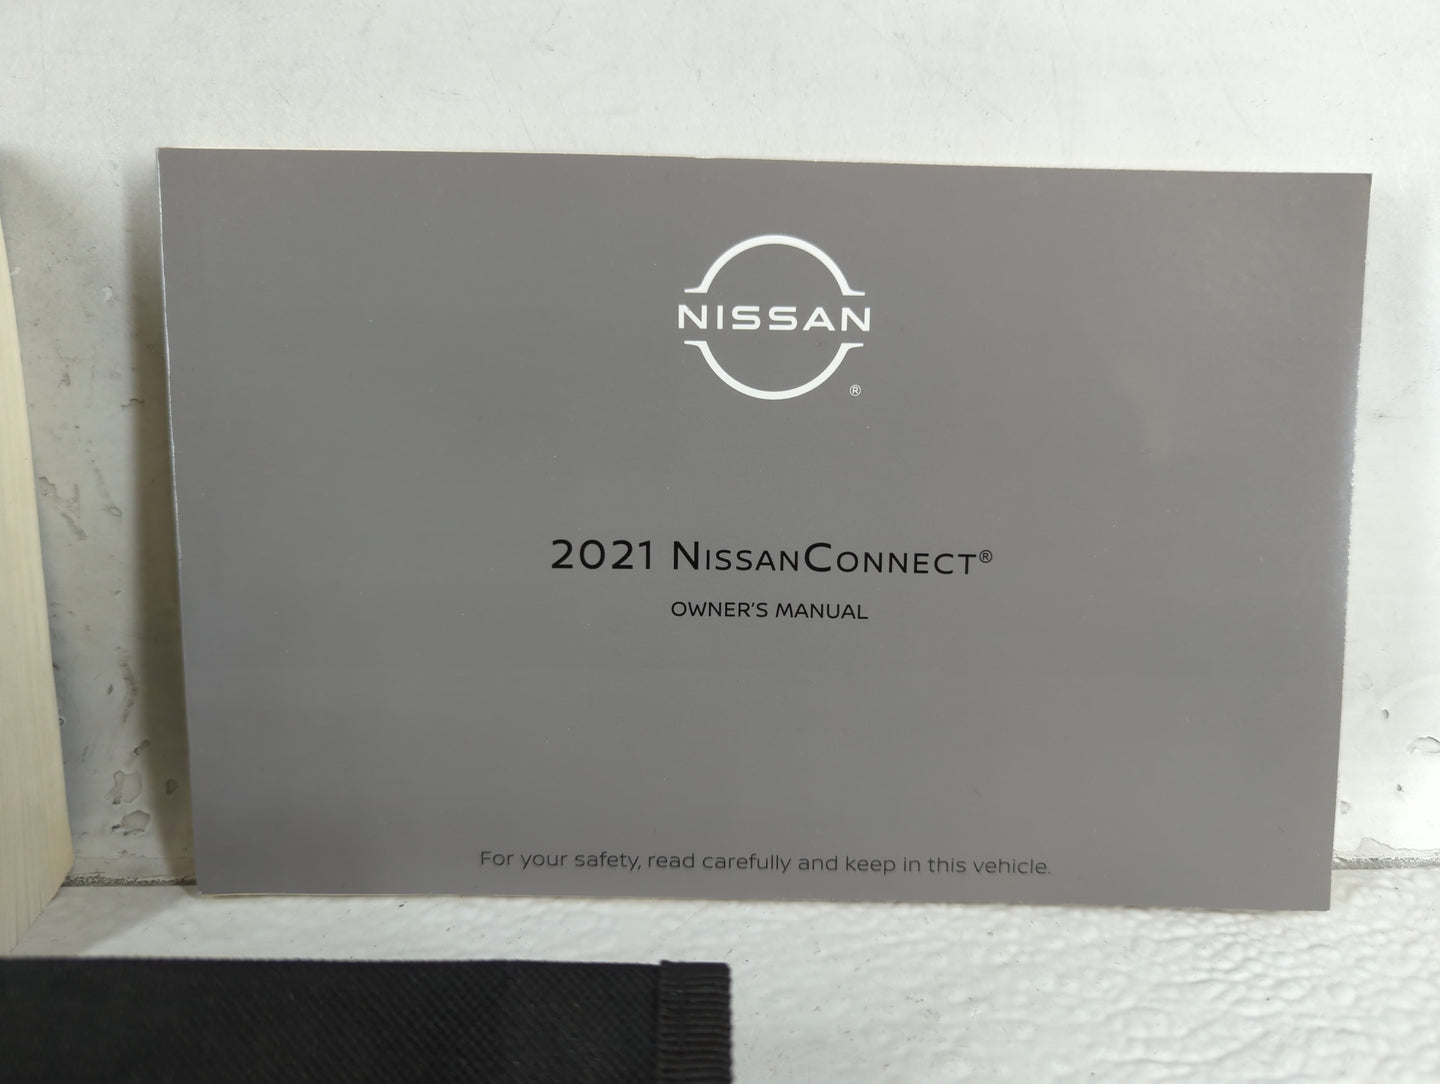 NISSAN
®
2021 NISSANCONNECT®
OWNER'S MANUAL
For your safety, read carefully and keep in this vehicle.